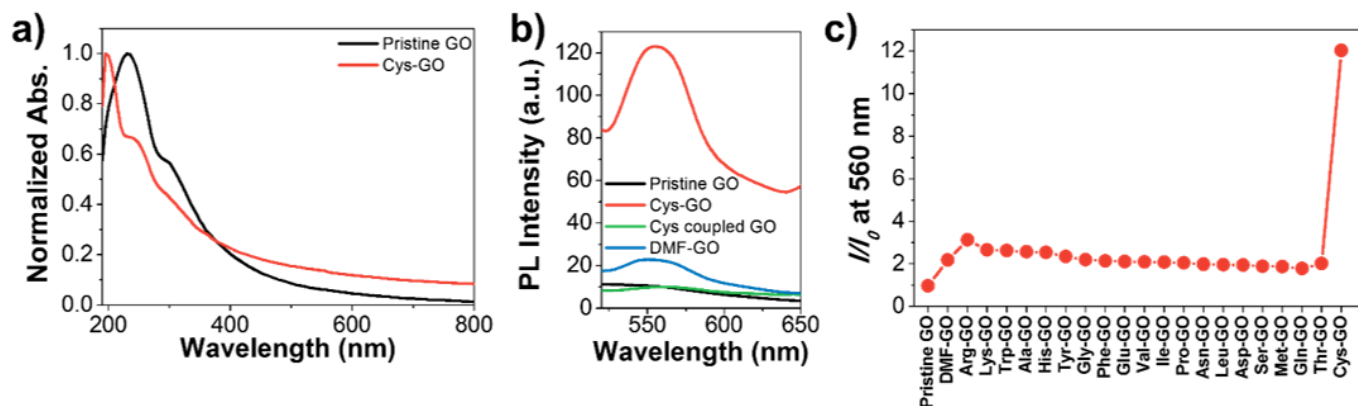 a)
Normalized Abs.
1.0
0.8
0.6
0.4
0.2
0.0
Pristine GO
Cys-GO
200 400 600 800
Wavelength (nm)
b)
PL Intensity (a.u.)
120
100
80
60
40
20
0
Pristine GO
Cys-GO
Cys coupled GO
DMF-GO
550 600 650
Wavelength (nm)
c)
I/I0 at 560 nm
12
10
8
6
4
2
0
Pristine GO
DMF-GO
Arg-GO
Lys-GO
Trp-GO
Ala-GO
His-GO
Tyr-GO
Gly-GO
Phe-GO
Glu-GO
Val-GO
Ile-GO
Pro-GO
Asn-GO
Leu-GO
Asp-GO
Ser-GO
Met-GO
Gln-GO
Thr-GO
Cys-GO